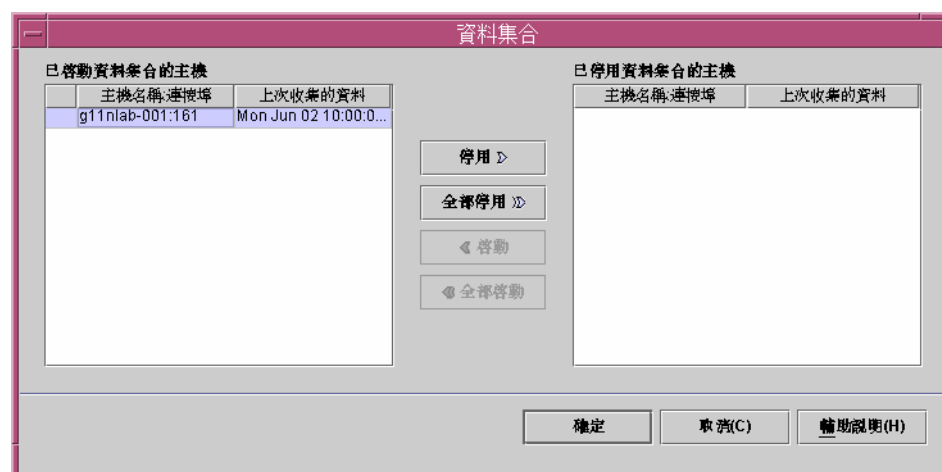 資料集合
已啓動資料集合的主機
主機名稱:連接埠 上次收集的資料
g11nlab-001:161 Mon Jun 02 10:00:0...
停用
全部停用
啓動
全部啓動
已停用資料集合的主機
主機名稱:連接埠 上次收集的資料
確定 取消(C) 輔助說明(H)